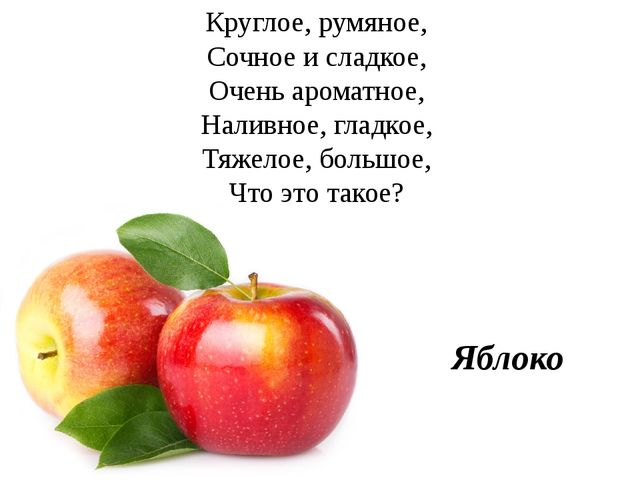 Круглое, румяное,
Сочное и сладкое,
Очень ароматное,
Наливное, гладкое,
Тяжелое, большое,
Что это такое?
Яблоко